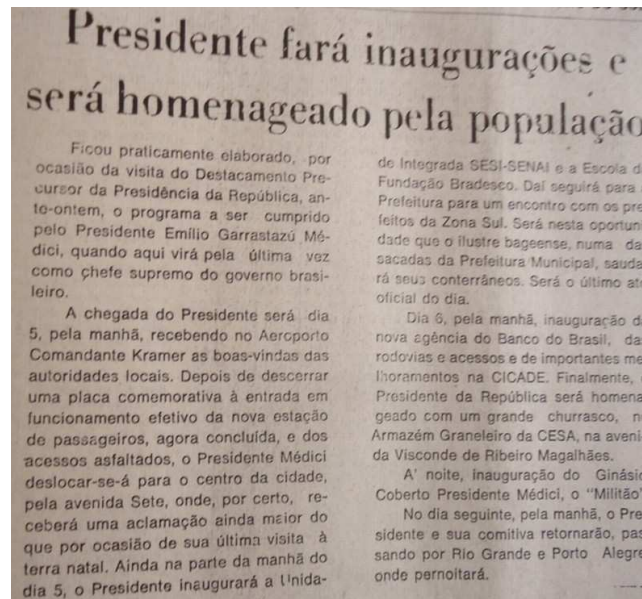 Presidente fará inaugurações e
será homenageado pela população
Ficou praticamente elaborado, por
ocasião da visita do Destacamento Pre-
cursor da Presidência da República, an-
te-ontem, o programa a ser cumprido
pelo Presidente Emílio Garrastazú Mé-
dici, quando aqui virá pela última vez
como chefe supremo do governo brasi-
leiro.
A chegada do Presidente será dia
5, pela manhã, recebendo no Aeroporto
Comandante Kramer as boas-vindas das
autoridades locais. Depois de descerrar
uma placa comemorativa à entrada em
funcionamento efetivo da nova estação
de passageiros, agora concluída, e dos
acessos asfaltados, o Presidente Médici
deslocar-se-á para o centro da cidade,
pela avenida Sete, onde, por certo, re-
ceberá uma aclamação ainda maior do
que por ocasião de sua última visita à
terra natal. Ainda na parte da manhã do
dia 5, o Presidente inaugurará a Unida-
de Integrada SESI-SENAI e a Escola d
Fundação Bradesco. Daí seguirá para
Prefeitura para um encontro com os pre
feitos da Zona Sul. Será nesta oportuni
dade que o ilustre bageense, numa da
sacadas da Prefeitura Municipal, sauda
rá seus conterrâneos. Será o último ato
oficial do dia.
Dia 6, pela manhã, inauguração d
nova agência do Banco do Brasil, da
rodovias e acessos e de importantes me
lhoramentos na CICADE. Finalmente,
Presidente da República será homena
geado com um grande churrasco, n
Armazém Graneleiro da CESA, na aveni
da Visconde de Ribeiro Magalhães.
A' noite, inauguração do Ginásio
Coberto Presidente Médici, o "Militão"
No dia seguinte, pela manhã, o Pre
sidente e sua comitiva retornarão, pas
sando por Rio Grande e Porto Alegre
onde pernoitará.